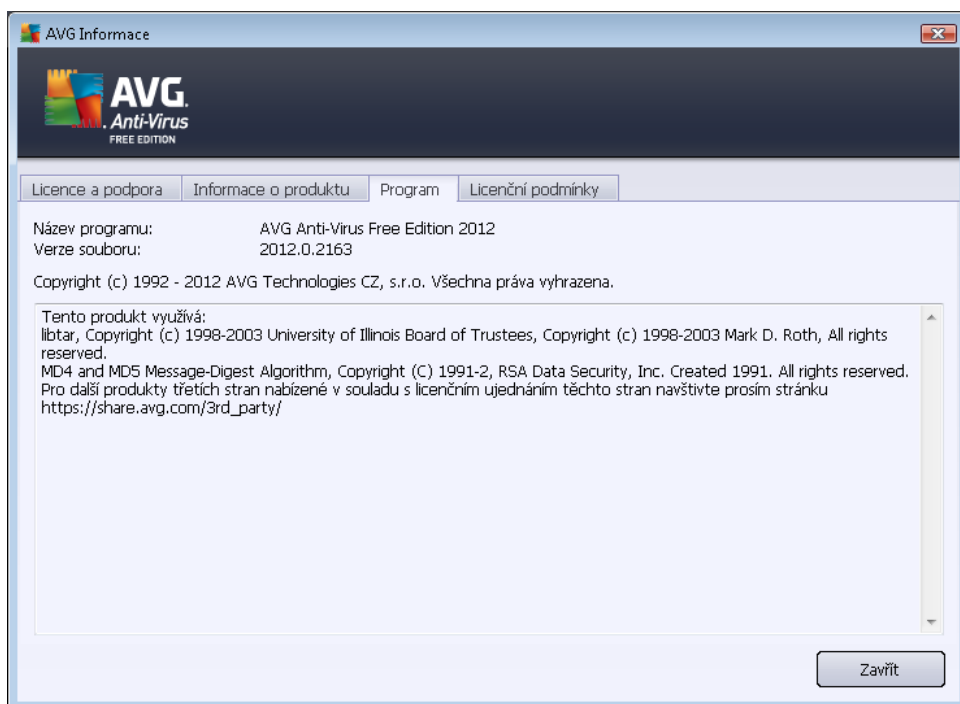 AVG Informace
AVG.
Anti-Virus
FREE EDITION
Licence a podpora
Informace o produktu
Program
Licenční podmínky
Název programu: AVG Anti-Virus Free Edition 2012
Verze souboru: 2012.0.2163
Copyright (c) 1992 - 2012 AVG Technologies CZ, s.r.o. Všechna práva vyhrazena.
Tento produkt využívá:
libtar, Copyright (c) 1998-2003 University of Illinois Board of Trustees, Copyright (c) 1998-2003 Mark D. Roth, All rights
reserved.
MD4 and MD5 Message-Digest Algorithm, Copyright (C) 1991-2, RSA Data Security, Inc. Created 1991. All rights reserved.
Pro další produkty třetích stran nabízené v souladu s licenčním ujednáním těchto stran navštivte prosím stránku
https://share.avg.com/3rd_party/
Zavřít